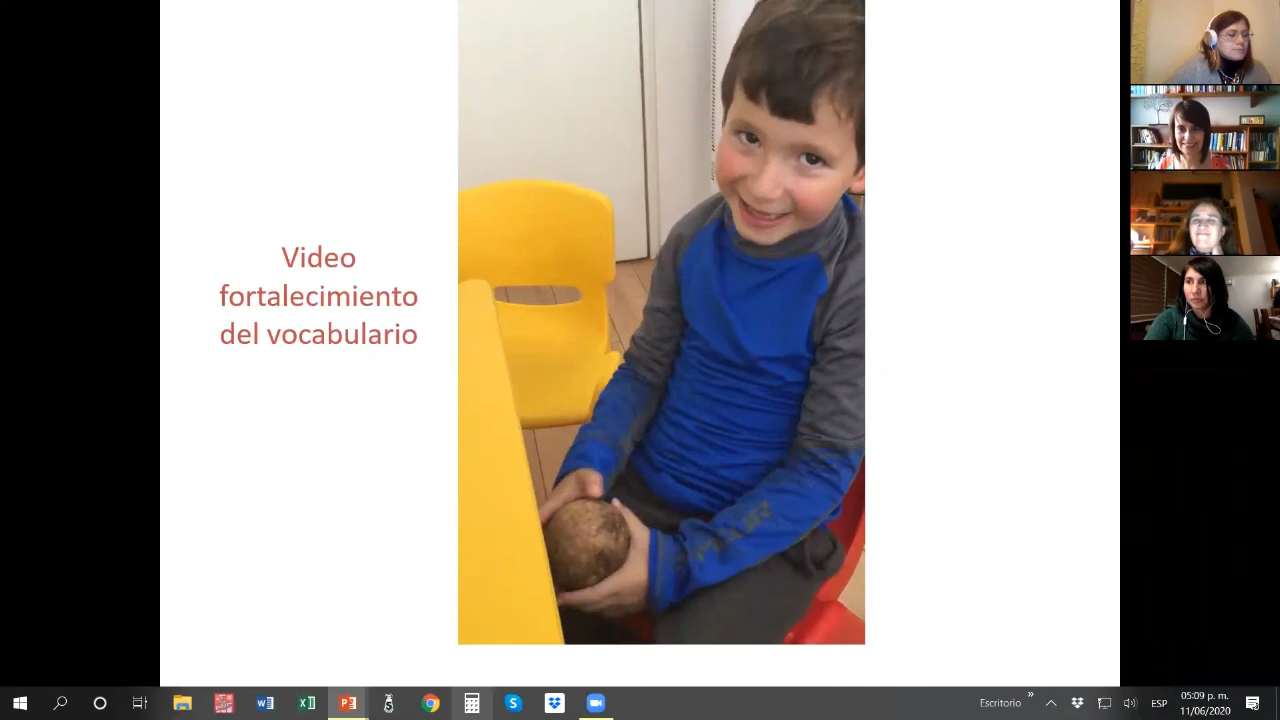 Video
fortalecimiento
del vocabulario
Escritorio
ESP
05:09 p. m.
11/06/2020